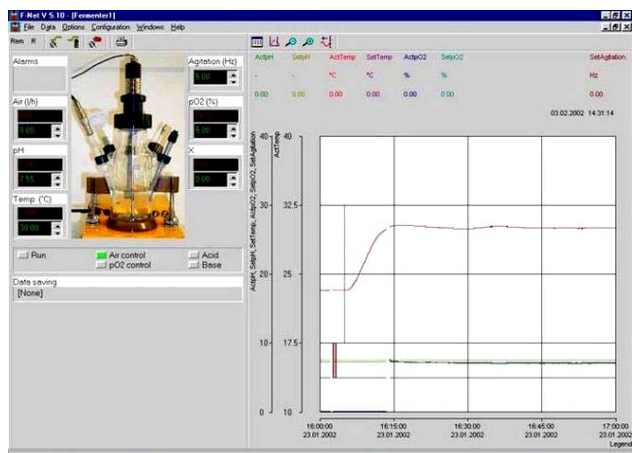 F-Net V 5.10 - [Fermenter1]
File Data Options Configuration Windows Help
Rem R
Alarms
Agitation (Hz)
5.00
Air (l/h)
0.00
pO2 (%)
5.00
pH
7.55
X
0.00
Temp. (°C)
30.00
Run Air control Acid
pO2 control Base
Data saving
[None]
ActpH SetpH ActTemp SetTemp ActpO2 SetpO2 SetAgitation
- - °C °C % % Hz
0.00 0.00 0.00 0.00 0.00 0.00 0.00
03.02.2002 14:31:14
ActpH, SetpH, SetTemp, ActpO2, SetpO2, SetAgitation
ActTemp
40 40
30 32.5
20 25
10 17.5
0 10
16:00:00 16:15:00 16:30:00 16:45:00 17:00:00
23.01.2002 23.01.2002 23.01.2002 23.01.2002 23.01.2002
Legend